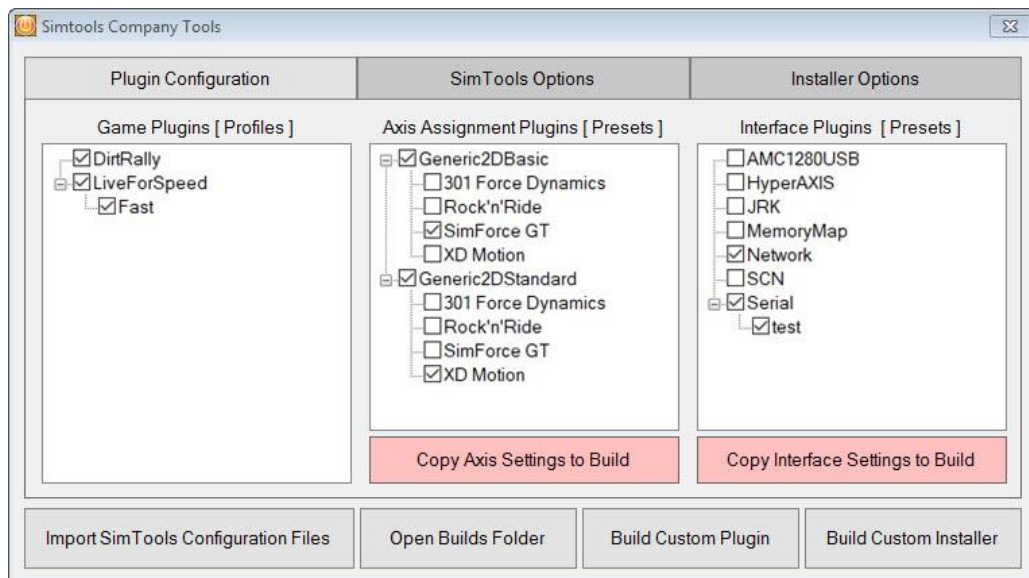 Simtools Company Tools
Plugin Configuration
SimTools Options
Installer Options
Game Plugins [ Profiles ]
DirtRally
LiveForSpeed
Fast
Axis Assignment Plugins [ Presets ]
Generic2DBasic
301 Force Dynamics
Rock'n'Ride
SimForce GT
XD Motion
Generic2DStandard
301 Force Dynamics
Rock'n'Ride
SimForce GT
XD Motion
Copy Axis Settings to Build
Interface Plugins [ Presets ]
AMC1280USB
HyperAXIS
JRK
MemoryMap
Network
SCN
Serial
test
Copy Interface Settings to Build
Import SimTools Configuration Files
Open Builds Folder
Build Custom Plugin
Build Custom Installer